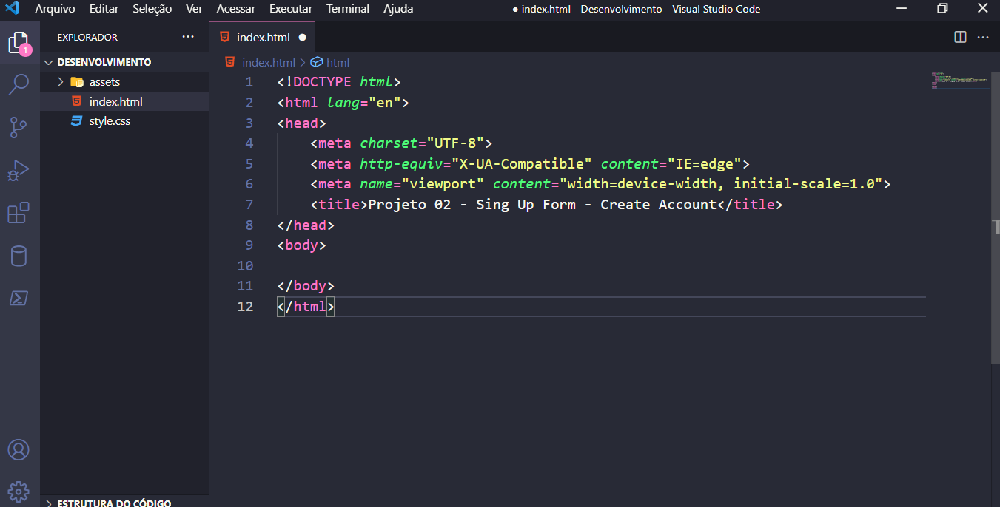 Arquivo Editar Seleção Ver Acessar Executar Terminal Ajuda ● index.html - Desenvolvimento - Visual Studio Code
EXPLORADOR ···
index.html ●
1
DESENVOLVIMENTO
assets
index.html
style.css
index.html > html
1 <!DOCTYPE html>
2 <html lang="en">
3 <head>
4 <meta charset="UTF-8">
5 <meta http-equiv="X-UA-Compatible" content="IE=edge">
6 <meta name="viewport" content="width=device-width, initial-scale=1.0">
7 <title>Projeto 02 - Sing Up Form - Create Account</title>
8 </head>
9 <body>
10
11 </body>
12 </html>
ESTRUTURA DO CÓDIGO